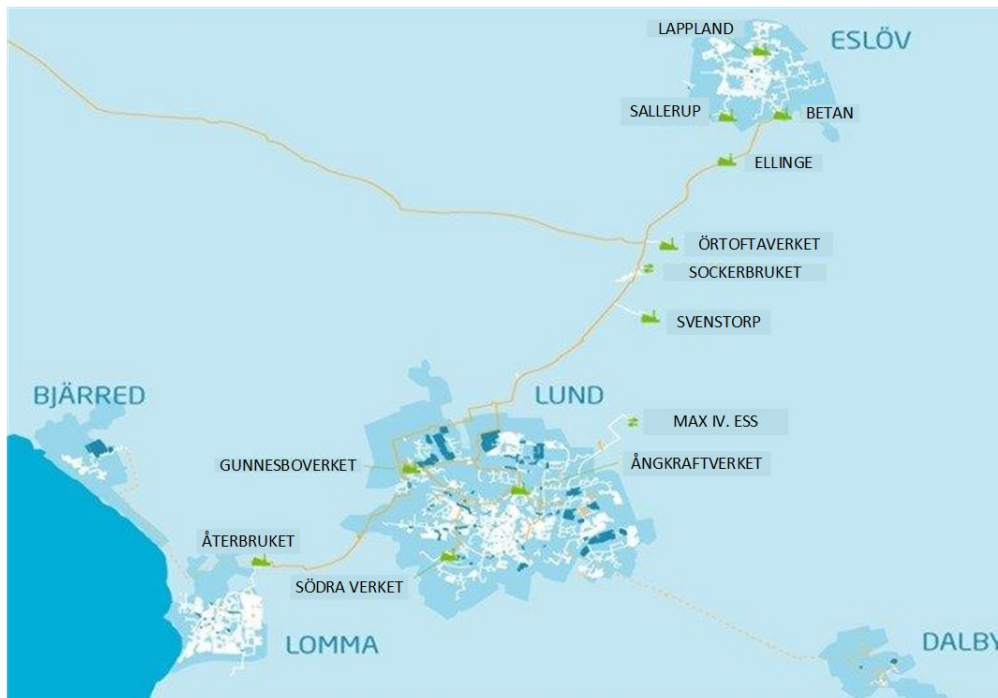 LAPPLAND
ESLÖV
SALLERUP
BETAN
ELLINGE
ÖRTOFTAVERKET
SOCKERBRUKET
SVENSTORP
BJÄRRED
LUND
MAX IV. ESS
GUNNESBOVERKET
ÅNGKRAFTVERKET
ÅTERBRUKET
SÖDRA VERKET
LOMMA
DALBY